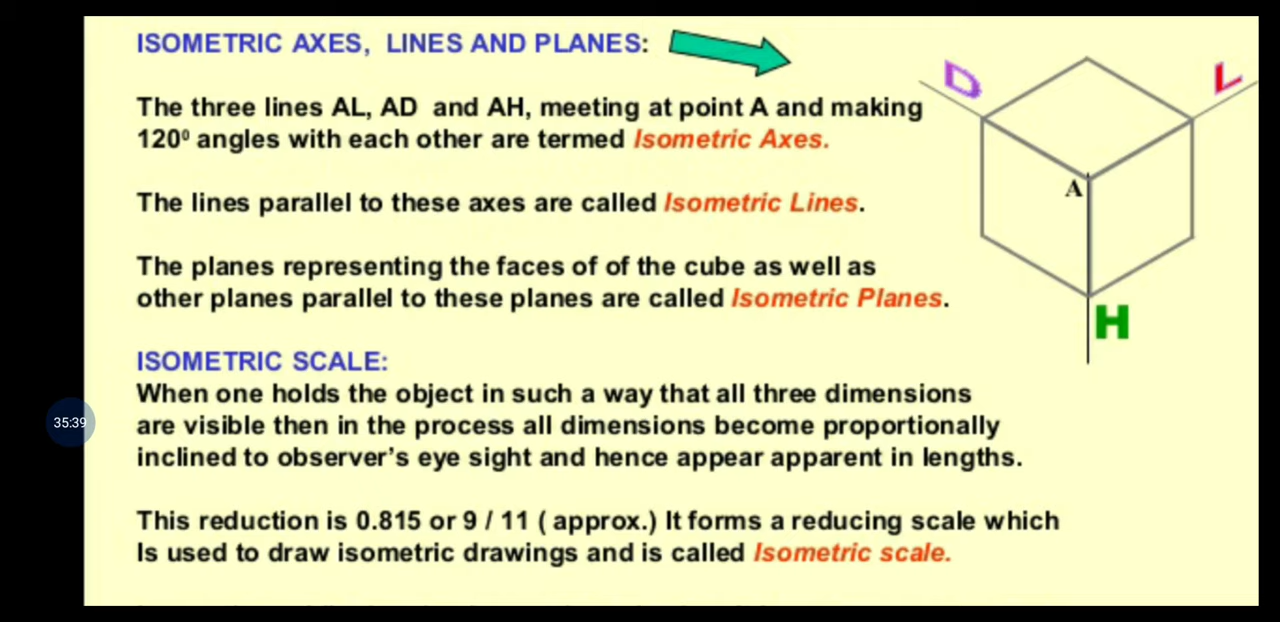 ISOMETRIC AXES, LINES AND PLANES:
The three lines AL, AD and AH, meeting at point A and making
120⁰ angles with each other are termed Isometric Axes.
The lines parallel to these axes are called Isometric Lines.
The planes representing the faces of of the cube as well as
other planes parallel to these planes are called Isometric Planes.
D
L
A
H
ISOMETRIC SCALE:
When one holds the object in such a way that all three dimensions
are visible then in the process all dimensions become proportionally
inclined to observer's eye sight and hence appear apparent in lengths.
35:39
This reduction is 0.815 or 9 / 11 ( approx.) It forms a reducing scale which
Is used to draw isometric drawings and is called Isometric scale.